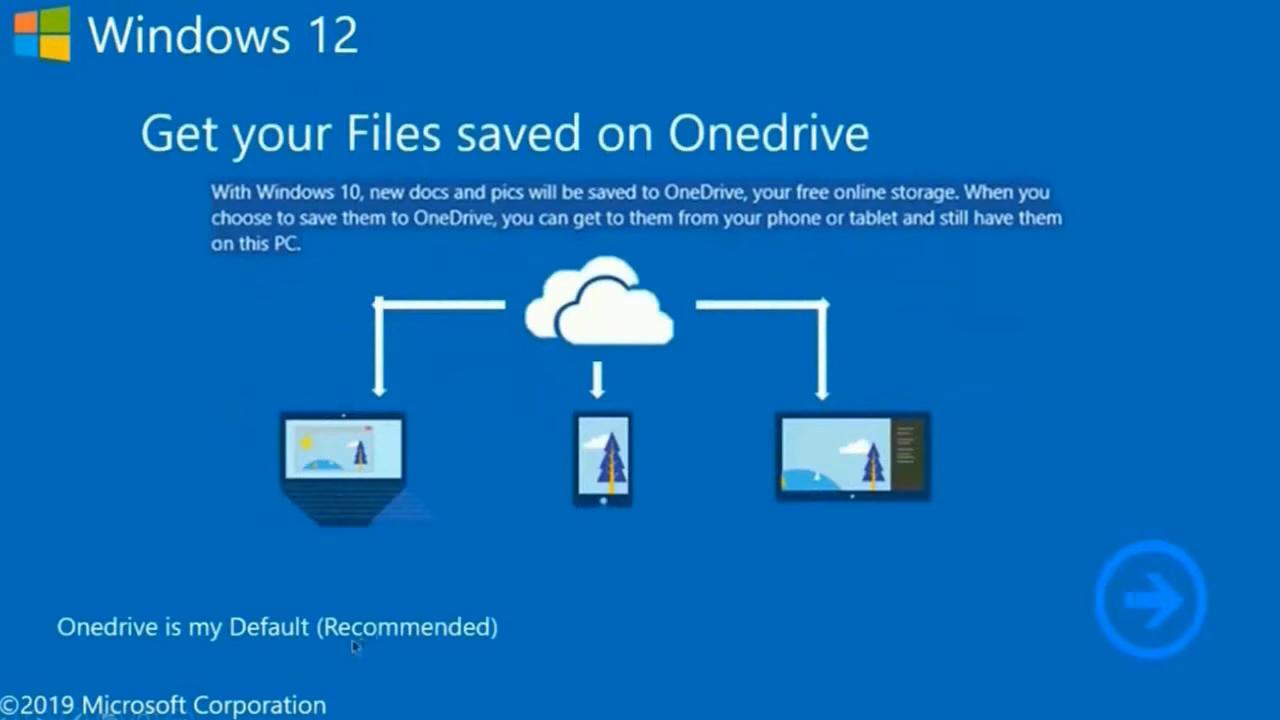 Windows 12
Get your Files saved on Onedrive
With Windows 10, new docs and pics will be saved to OneDrive, your free online storage. When you
choose to save them to OneDrive, you can get to them from your phone or tablet and still have them
on this PC.
Onedrive is my Default (Recommended)
©2019 Microsoft Corporation